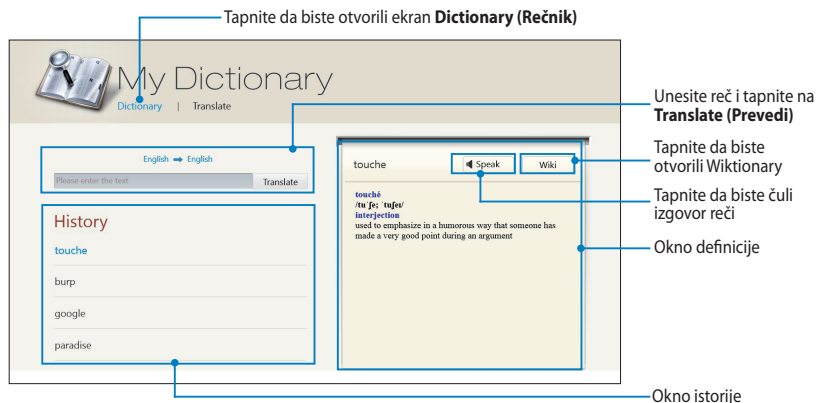 Tapnite da biste otvorili ekran Dictionary (Rečnik)
My Dictionary
Dictionary | Translate
English ➡ English
Please enter the text
Translate
History
touche
burp
google
paradise
touche
Speak
Wiki
touché
/tuˈʃe; ˈtuʃeɪ/
interjection
used to emphasize in a humorous way that someone has
made a very good point during an argument
Unesite reč i tapnite na
Translate (Prevedi)
Tapnite da biste
otvorili Wiktionary
Tapnite da biste čuli
izgovor reči
Okno definicije
Okno istorije